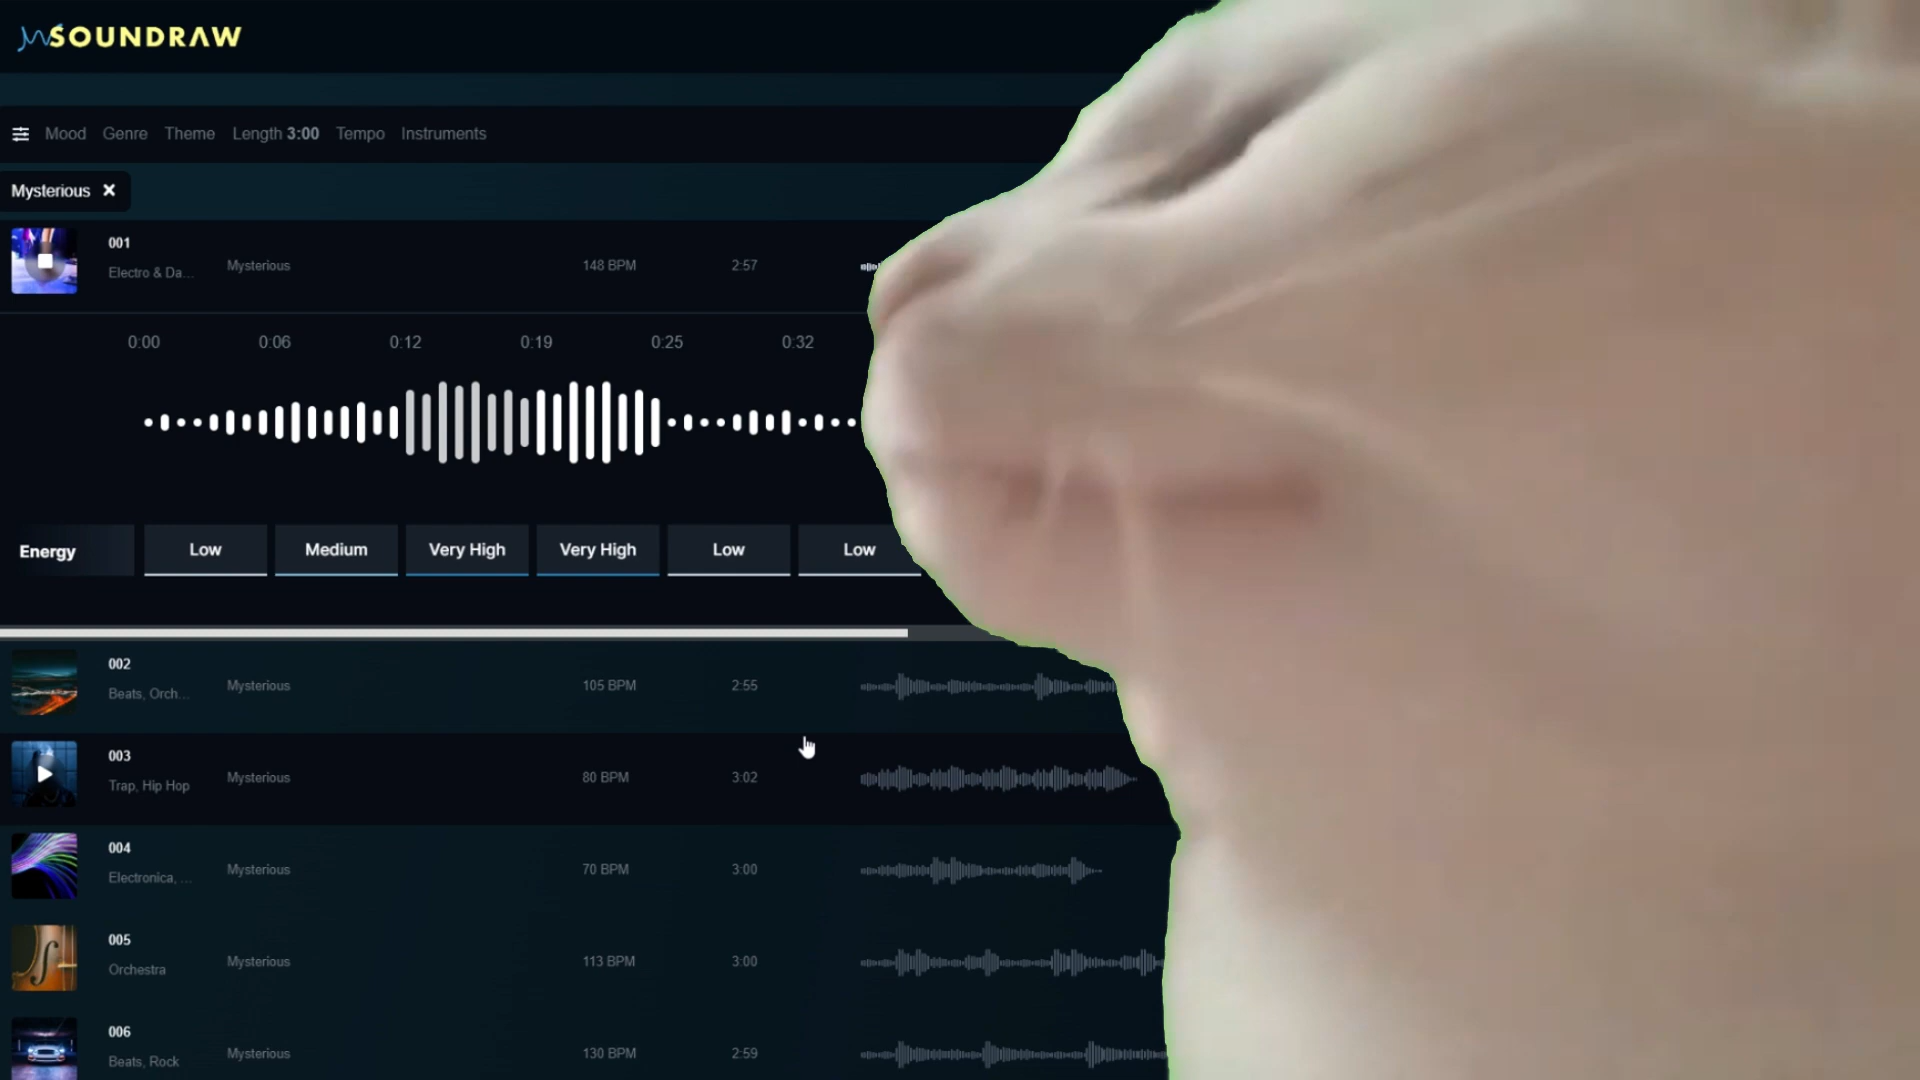 SOUNDRAW
Mood Genre Theme Length 3:00 Tempo Instruments
Mysterious
001
Electro & Da... Mysterious 148 BPM 2:57
0:00 0:06 0:12 0:19 0:25 0:32
Energy Low Medium Very High Very High Low Low
002
Beats, Orch... Mysterious 105 BPM 2:55
003
Trap, Hip Hop Mysterious 80 BPM 3:02
004
Electronica, ... Mysterious 70 BPM 3:00
005
Orchestra Mysterious 113 BPM 3:00
006
Beats, Rock Mysterious 130 BPM 2:59